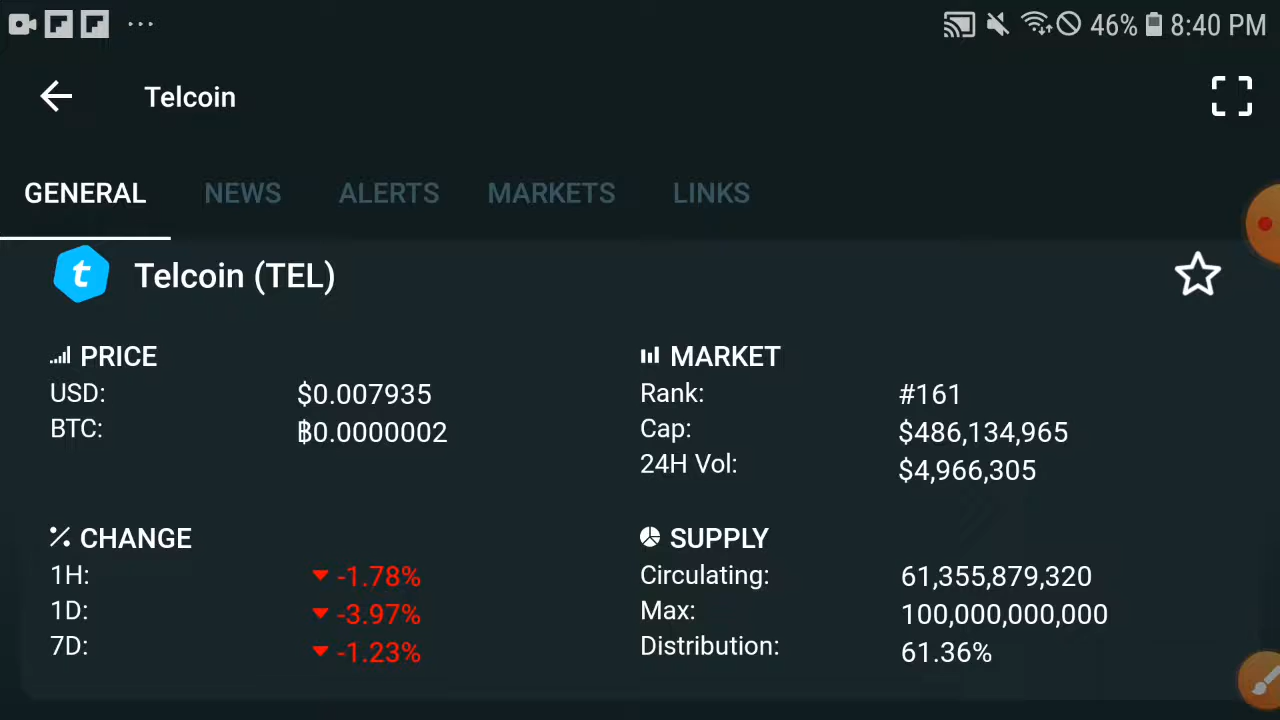 46% 8:40 PM
Telcoin
GENERAL NEWS ALERTS MARKETS LINKS
t Telcoin (TEL)
PRICE
USD: $0.007935
BTC: ฿0.0000002
MARKET
Rank: #161
Cap: $486,134,965
24H Vol: $4,966,305
CHANGE
1H: -1.78%
1D: -3.97%
7D: -1.23%
SUPPLY
Circulating: 61,355,879,320
Max: 100,000,000,000
Distribution: 61.36%